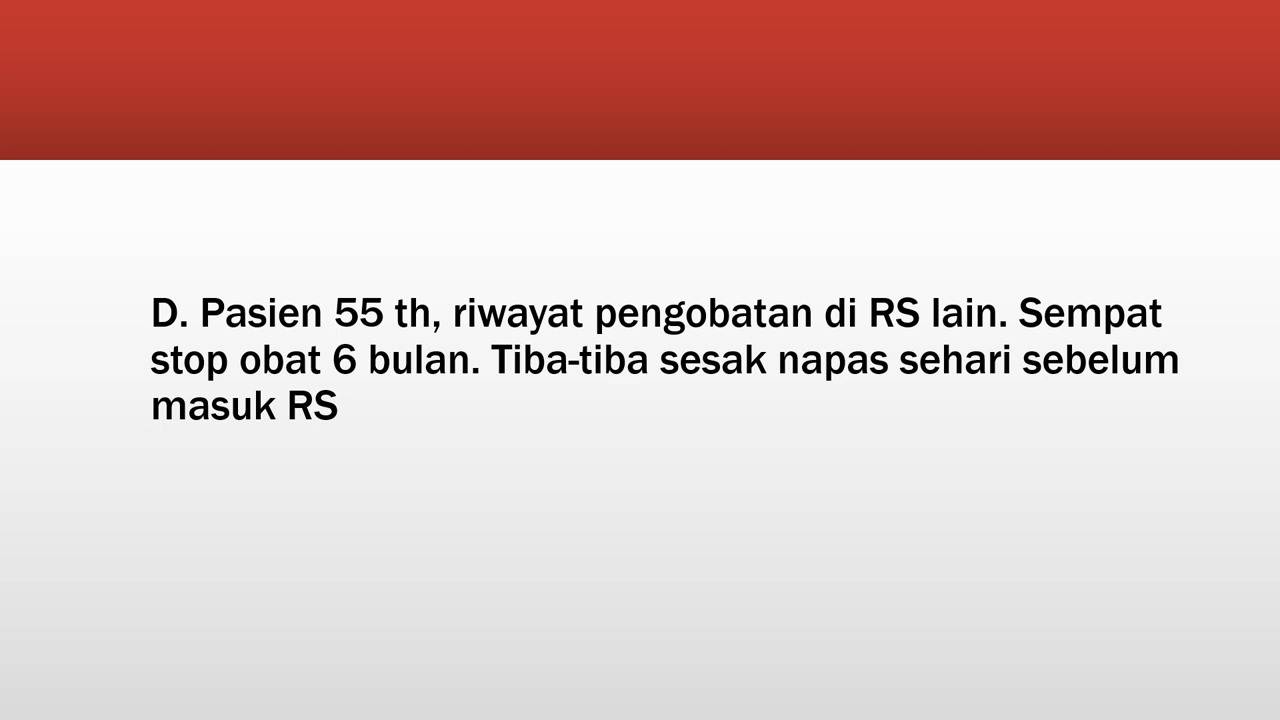 D. Pasien 55 th, riwayat pengobatan di RS lain. Sempat
stop obat 6 bulan. Tiba-tiba sesak napas sehari sebelum
masuk RS